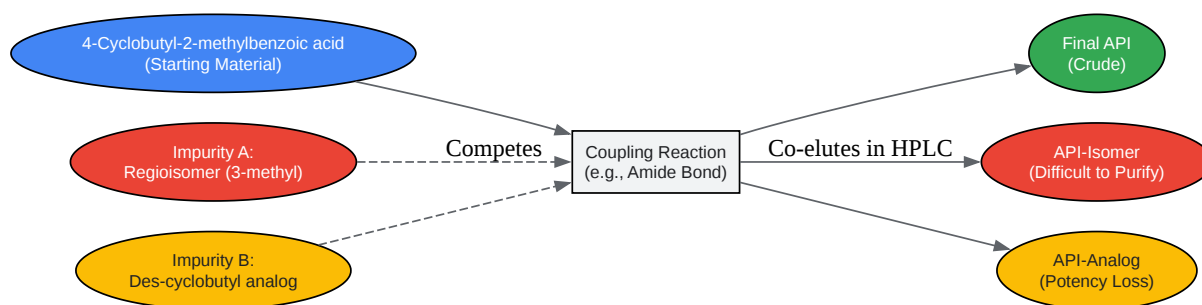 4-Cyclobutyl-2-methylbenzoic acid
(Starting Material)
Impurity A:
Regioisomer (3-methyl)
Impurity B:
Des-cyclobutyl analog
Competes
Coupling Reaction
(e.g., Amide Bond)
Co-elutes in HPLC
Final API
(Crude)
API-Isomer
(Difficult to Purify)
API-Analog
(Potency Loss)